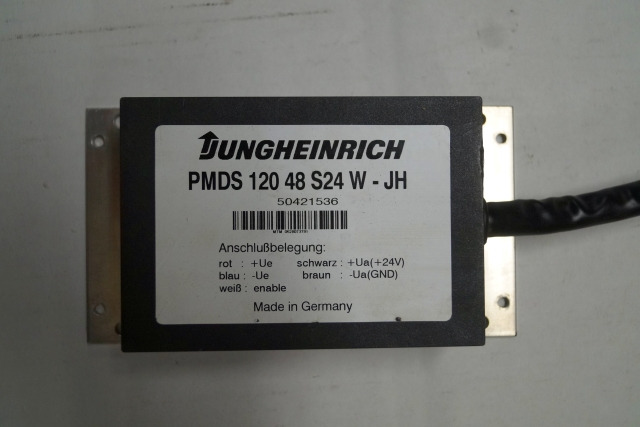 JUNGHEINRICH
PMDS 120 48 S24 W - JH
50421536
Anschlußbelegung:
rot : +Ue schwarz : +Ua(+24V)
blau : -Ue braun : -Ua(GND)
weiß : enable
Made in Germany